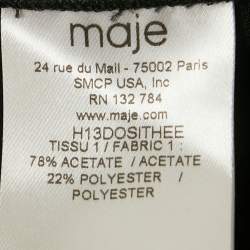 maje
24 rue du Mail - 75002 Paris
SMCP USA, Inc
RN 132 784
www.maje.com
H13DOSITHEE
TISSU 1 / FABRIC 1 :
78% ACETATE / ACETATE
22% POLYESTER /
POLYESTER